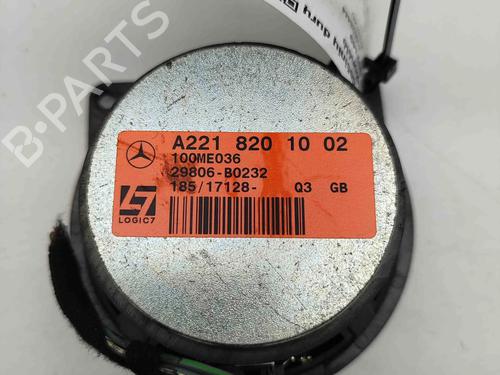 A221 820 10 02
100ME036
29806-B0232
185/17128- Q3 GB
LOGIC7
B-PARTS